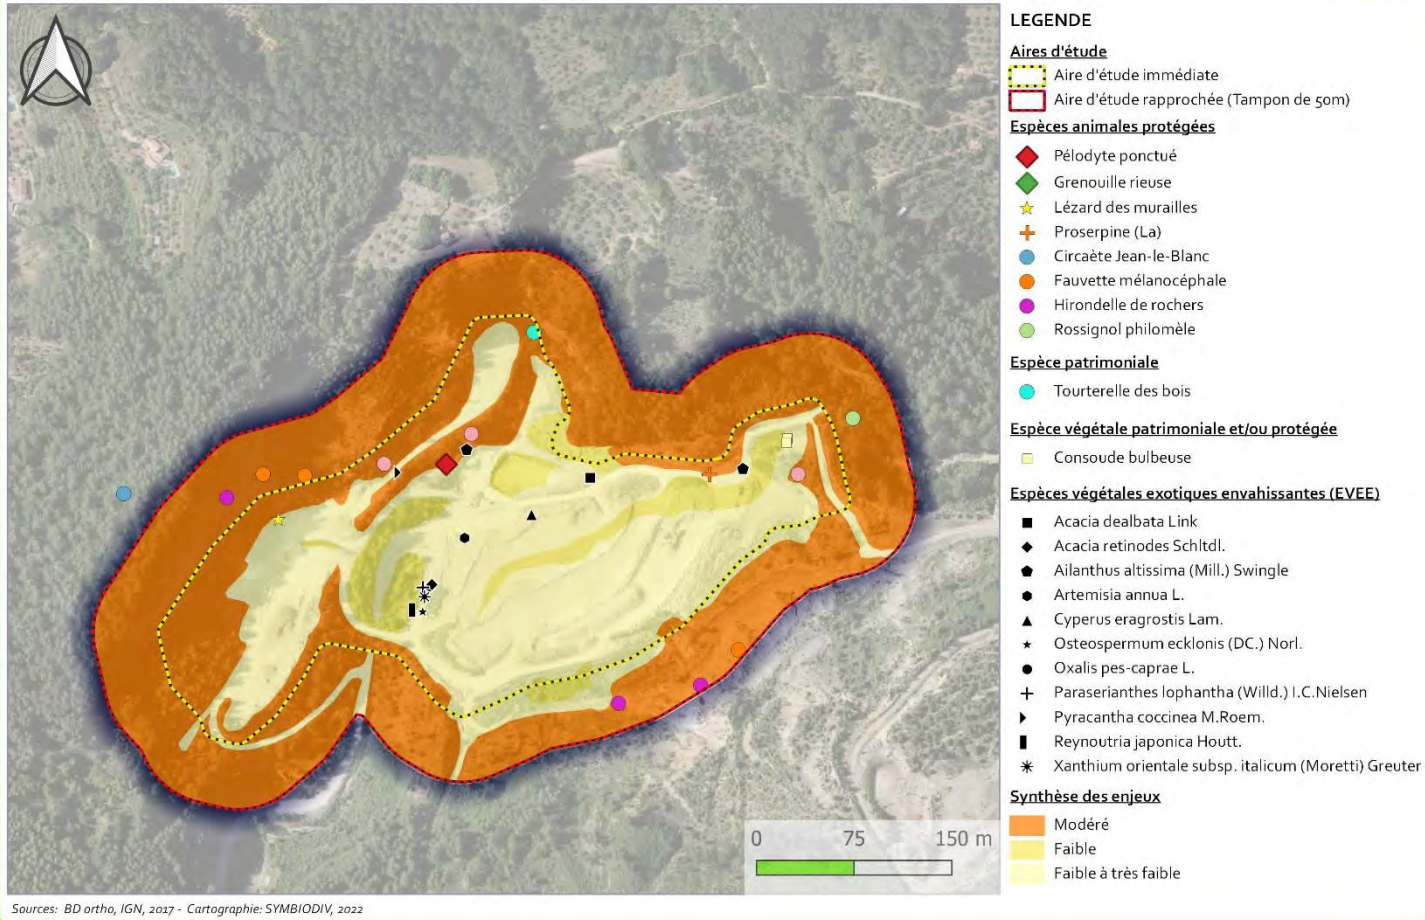 LEGENDE
Aires d'étude
Aire d'étude immédiate
Aire d'étude rapprochée (Tampon de 50m)
Espèces animales protégées
Pélodyte ponctué
Grenouille rieuse
Lézard des murailles
Proserpine (La)
Circaète Jean-le-Blanc
Fauvette mélanocéphale
Hirondelle de rochers
Rossignol philomèle
Espèce patrimoniale
Tourterelle des bois
Espèce végétale patrimoniale et/ou protégée
Consoude bulbeuse
Espèces végétales exotiques envahissantes (EVEE)
Acacia dealbata Link
Acacia retinodes Schltdl.
Ailanthus altissima (Mill.) Swingle
Artemisia annua L.
Cyperus eragrostis Lam.
Osteospermum ecklonis (DC.) Norl.
Oxalis pes-caprae L.
Paraserianthes lophantha (Willd.) I.C.Nielsen
Pyracantha coccinea M.Roem.
Reynoutria japonica Houtt.
Xanthium orientale subsp. italicum (Moretti) Greuter
Synthèse des enjeux
Modéré
Faible
Faible à très faible
0 75 150 m
Sources: BD ortho, IGN, 2017 - Cartographie: SYMBIODIV, 2022